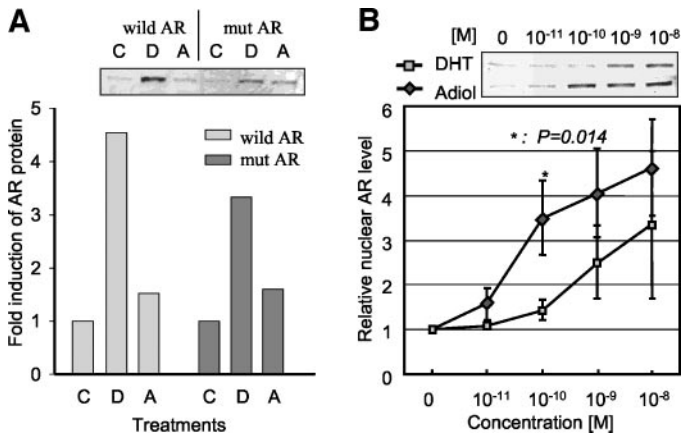 A
wild AR mut AR
C D A C D A
Fold induction of AR protein
5
4
3
2
1
0
wild AR
mut AR
C D A C D A
Treatments
B
[M] 0 10-11 10-10 10-9 10-8
DHT
Adiol
Relative nuclear AR level
6
5
4
3
2
1
0
* : P=0.014
*
0 10-11 10-10 10-9 10-8
Concentration [M]